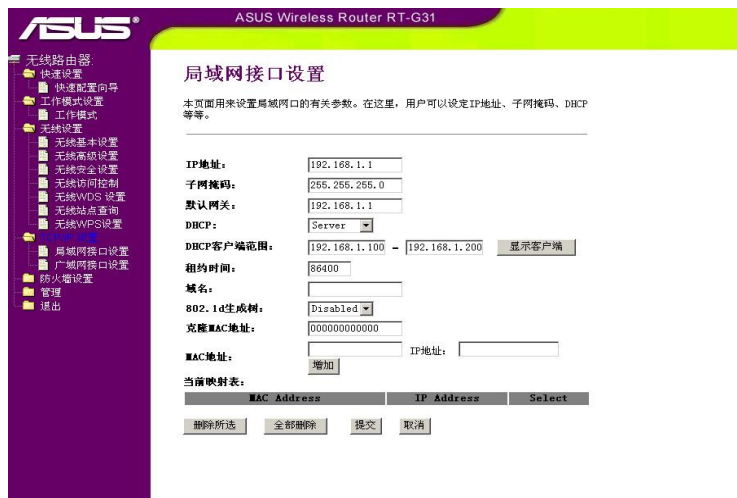 ASUS
ASUS Wireless Router RT-G31
无线路由器:
快速设置
快速配置向导
工作模式设置
工作模式
无线设置
无线基本设置
无线高级设置
无线安全设置
无线访问控制
无线WDS 设置
无线站点查询
无线WPS设置
局域网接口设置
广域网接口设置
防火墙设置
管理
退出
局域网接口设置
本页面用来设置局域网口的有关参数。在这里，用户可以设定IP地址、子网掩码、DHCP
等等。
IP地址： 192.168.1.1
子网掩码： 255.255.255.0
默认网关： 192.168.1.1
DHCP： Server
DHCP客户端范围： 192.168.1.100 - 192.168.1.200 显示客户端
租约时间： 86400
域名：
802.1d生成树： Disabled
克隆MAC地址： 000000000000
MAC地址： IP地址：
增加
当前映射表：
MAC Address IP Address Select
删除所选 全部删除 提交 取消